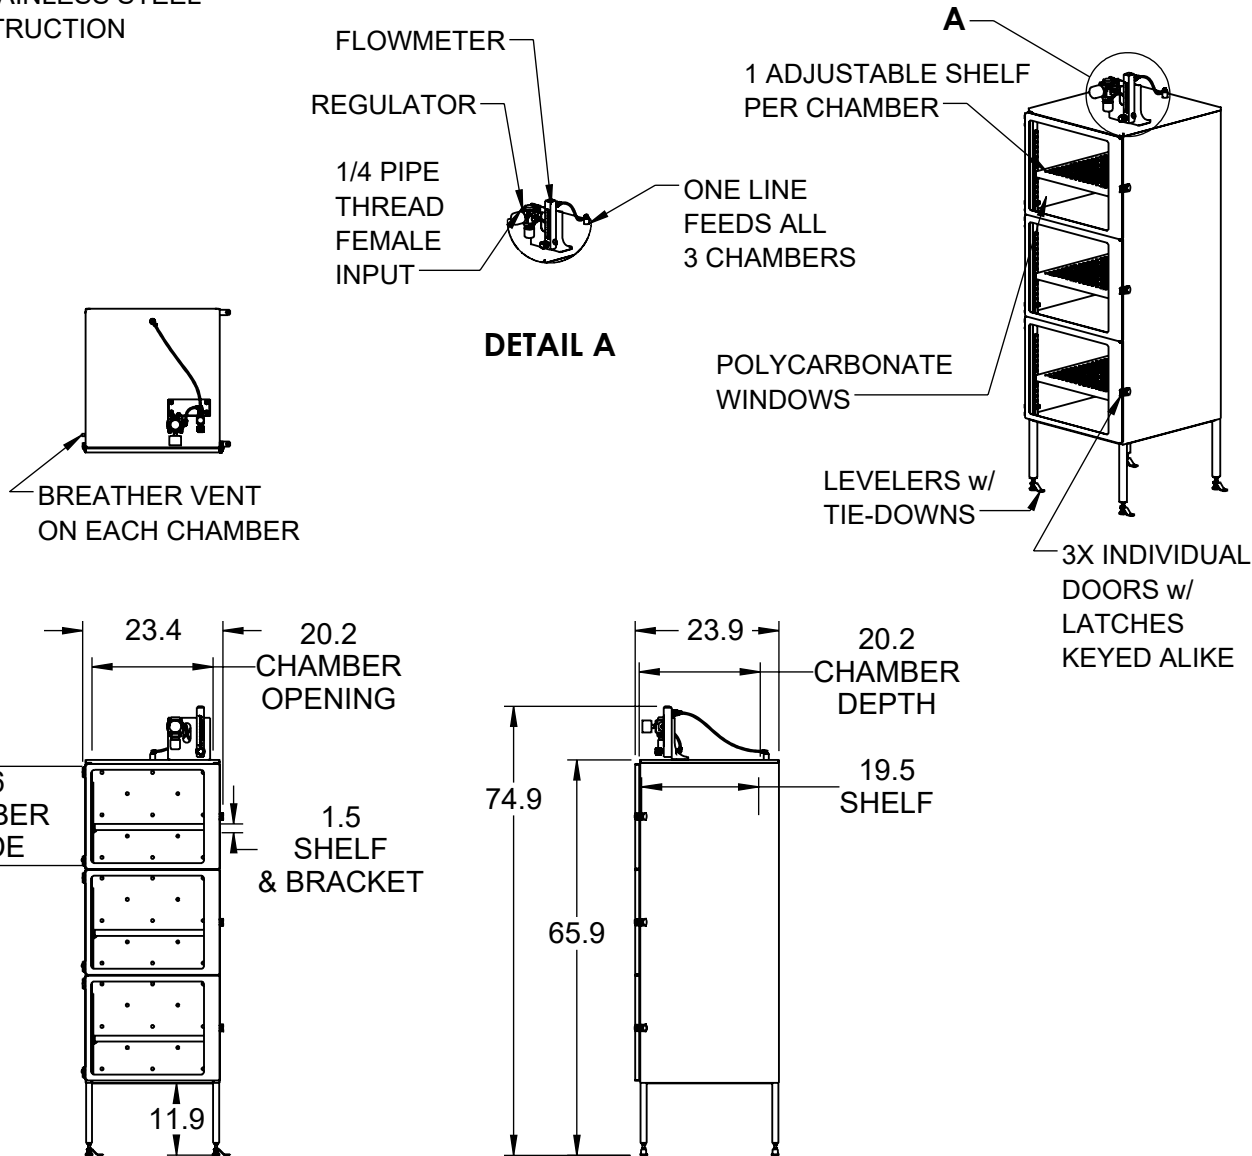 TRUCTION
FLOWMETER
REGULATOR
1/4 PIPE
THREAD
FEMALE
INPUT
ONE LINE
FEEDS ALL
3 CHAMBERS
DETAIL A
A
1 ADJUSTABLE SHELF
PER CHAMBER
POLYCARBONATE
WINDOWS
LEVELERS w/
TIE-DOWNS
3X INDIVIDUAL
DOORS w/
LATCHES
KEYED ALIKE
BREATHER VENT
ON EACH CHAMBER
23.4
20.2
CHAMBER
OPENING
1.5
SHELF
& BRACKET
11.9
23.9
20.2
CHAMBER
DEPTH
19.5
SHELF
74.9
65.9